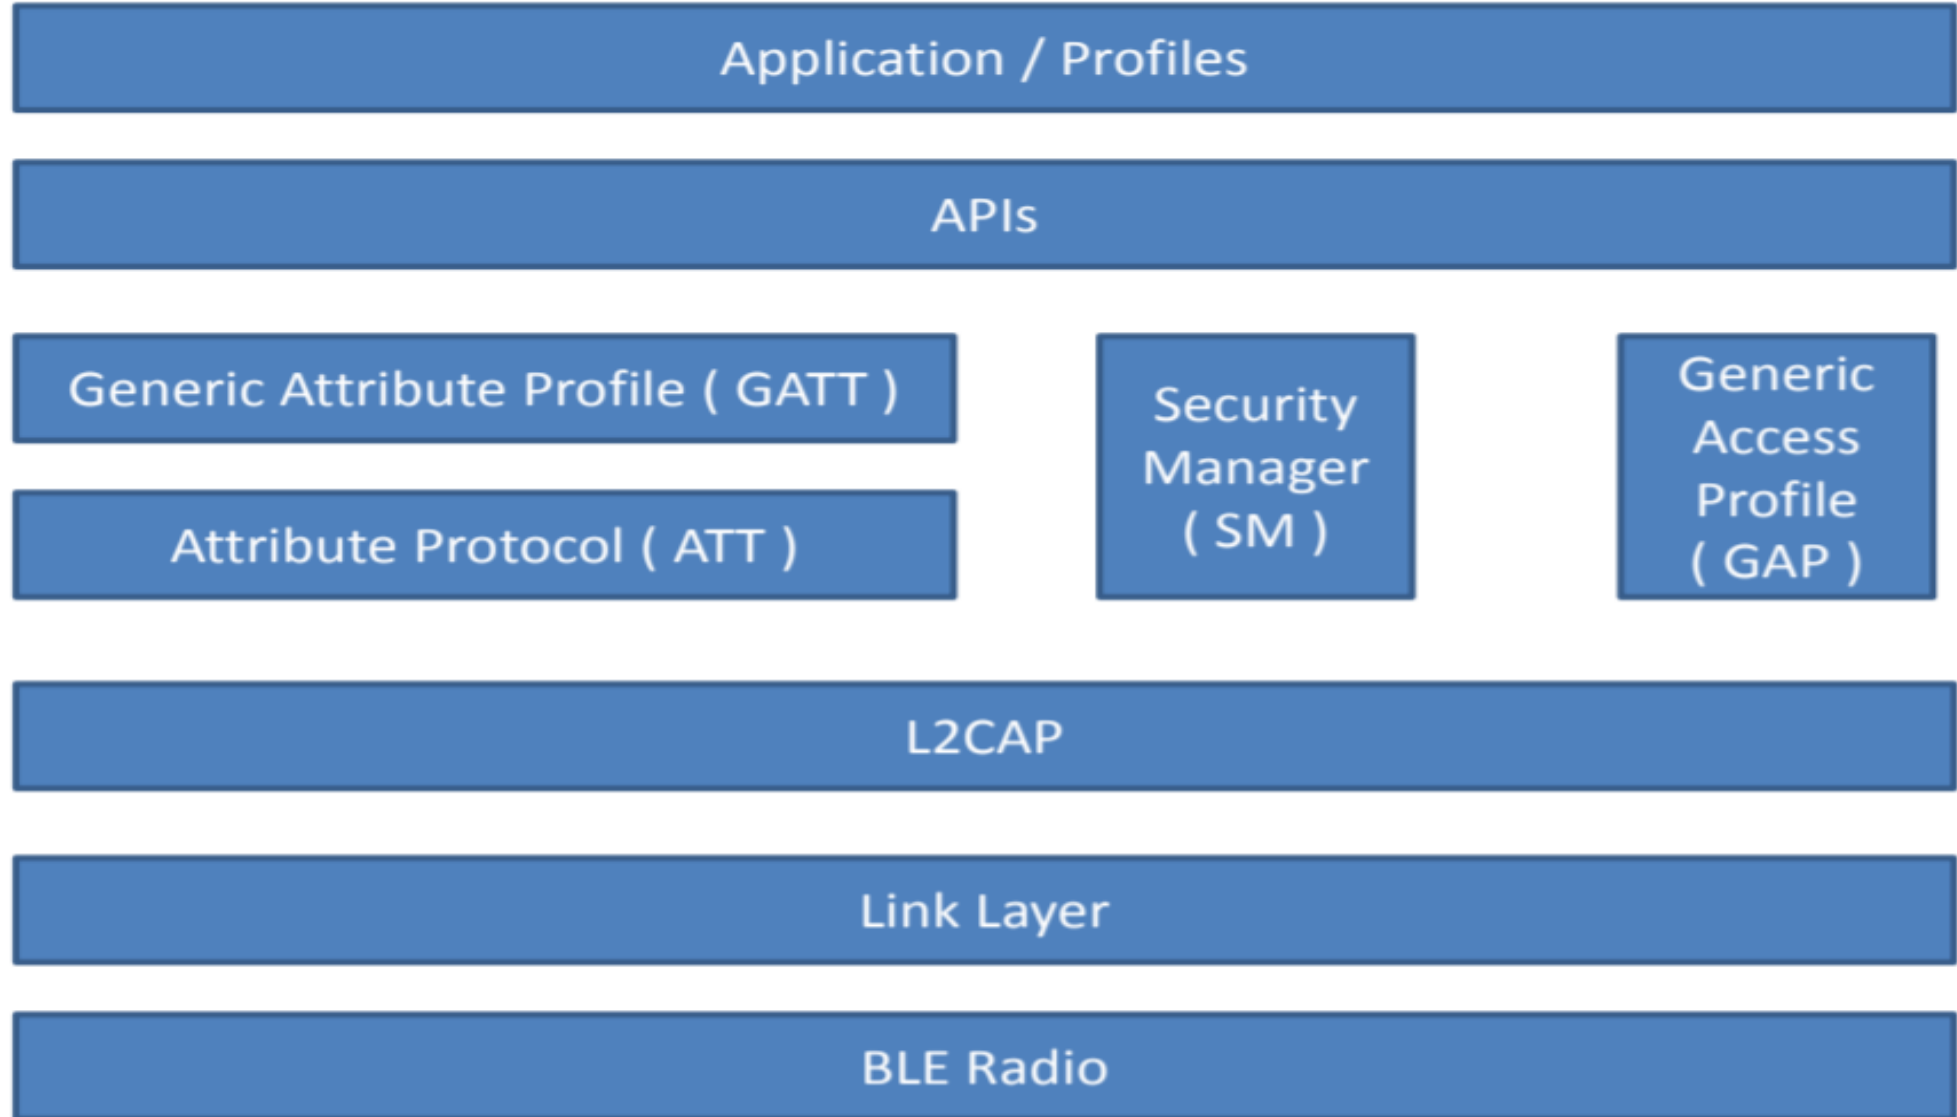 Application / Profiles
APIs
Generic Attribute Profile ( GATT )
Attribute Protocol ( ATT )
Security
Manager
( SM )
Generic
Access
Profile
( GAP )
L2CAP
Link Layer
BLE Radio